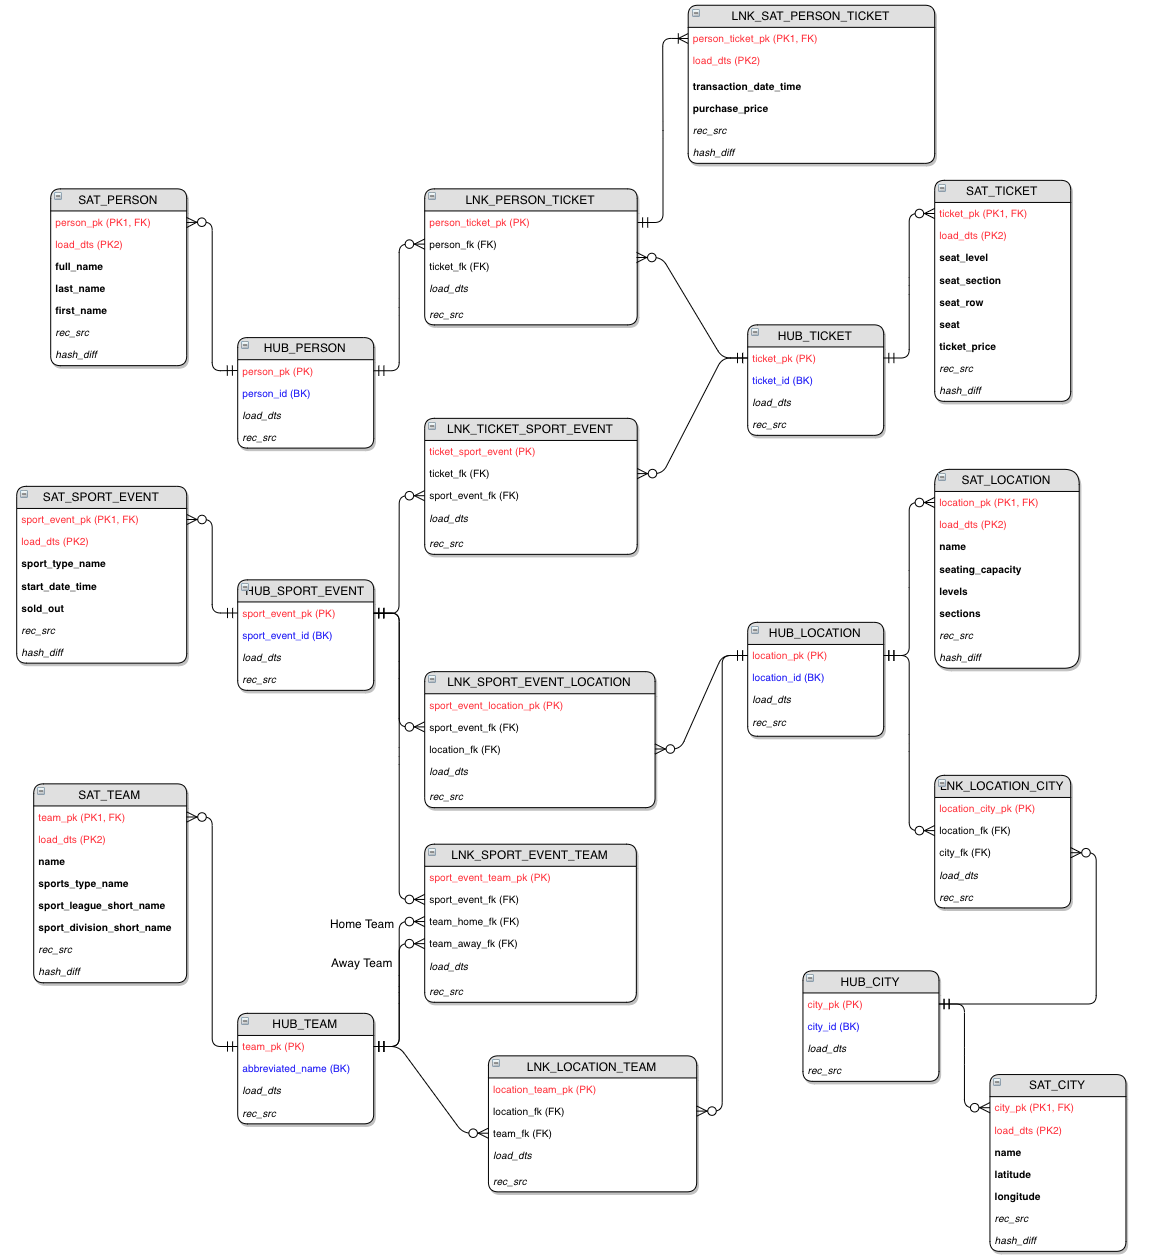 LNK_SAT_PERSON_TICKET
person_ticket_pk (PK1, FK)
load_dts (PK2)
transaction_date_time
purchase_price
rec_src
hash_diff
SAT_PERSON
person_pk (PK1, FK)
load_dts (PK2)
full_name
last_name
first_name
rec_src
hash_diff
LNK_PERSON_TICKET
person_ticket_pk (PK)
person_fk (FK)
ticket_fk (FK)
load_dts
rec_src
SAT_TICKET
ticket_pk (PK1, FK)
load_dts (PK2)
seat_level
seat_section
seat_row
seat
ticket_price
rec_src
hash_diff
HUB_PERSON
person_pk (PK)
person_id (BK)
load_dts
rec_src
HUB_TICKET
ticket_pk (PK)
ticket_id (BK)
load_dts
rec_src
LNK_TICKET_SPORT_EVENT
ticket_sport_event (PK)
ticket_fk (FK)
sport_event_fk (FK)
load_dts
rec_src
SAT_SPORT_EVENT
sport_event_pk (PK1, FK)
load_dts (PK2)
sport_type_name
start_date_time
sold_out
rec_src
hash_diff
SAT_LOCATION
location_pk (PK1, FK)
load_dts (PK2)
name
seating_capacity
levels
sections
rec_src
hash_diff
HUB_SPORT_EVENT
sport_event_pk (PK)
sport_event_id (BK)
load_dts
rec_src
HUB_LOCATION
location_pk (PK)
location_id (BK)
load_dts
rec_src
LNK_SPORT_EVENT_LOCATION
sport_event_location_pk (PK)
sport_event_fk (FK)
location_fk (FK)
load_dts
rec_src
SAT_TEAM
team_pk (PK1, FK)
load_dts (PK2)
name
sports_type_name
sport_league_short_name
sport_division_short_name
rec_src
hash_diff
LNK_LOCATION_CITY
location_city_pk (PK)
location_fk (FK)
city_fk (FK)
load_dts
rec_src
LNK_SPORT_EVENT_TEAM
sport_event_team_pk (PK)
sport_event_fk (FK)
team_home_fk (FK)
team_away_fk (FK)
load_dts
rec_src
Home Team
Away Team
HUB_CITY
city_pk (PK)
city_id (BK)
load_dts
rec_src
HUB_TEAM
team_pk (PK)
abbreviated_name (BK)
load_dts
rec_src
LNK_LOCATION_TEAM
location_team_pk (PK)
location_fk (FK)
team_fk (FK)
load_dts
rec_src
SAT_CITY
city_pk (PK1, FK)
load_dts (PK2)
name
latitude
longitude
rec_src
hash_diff